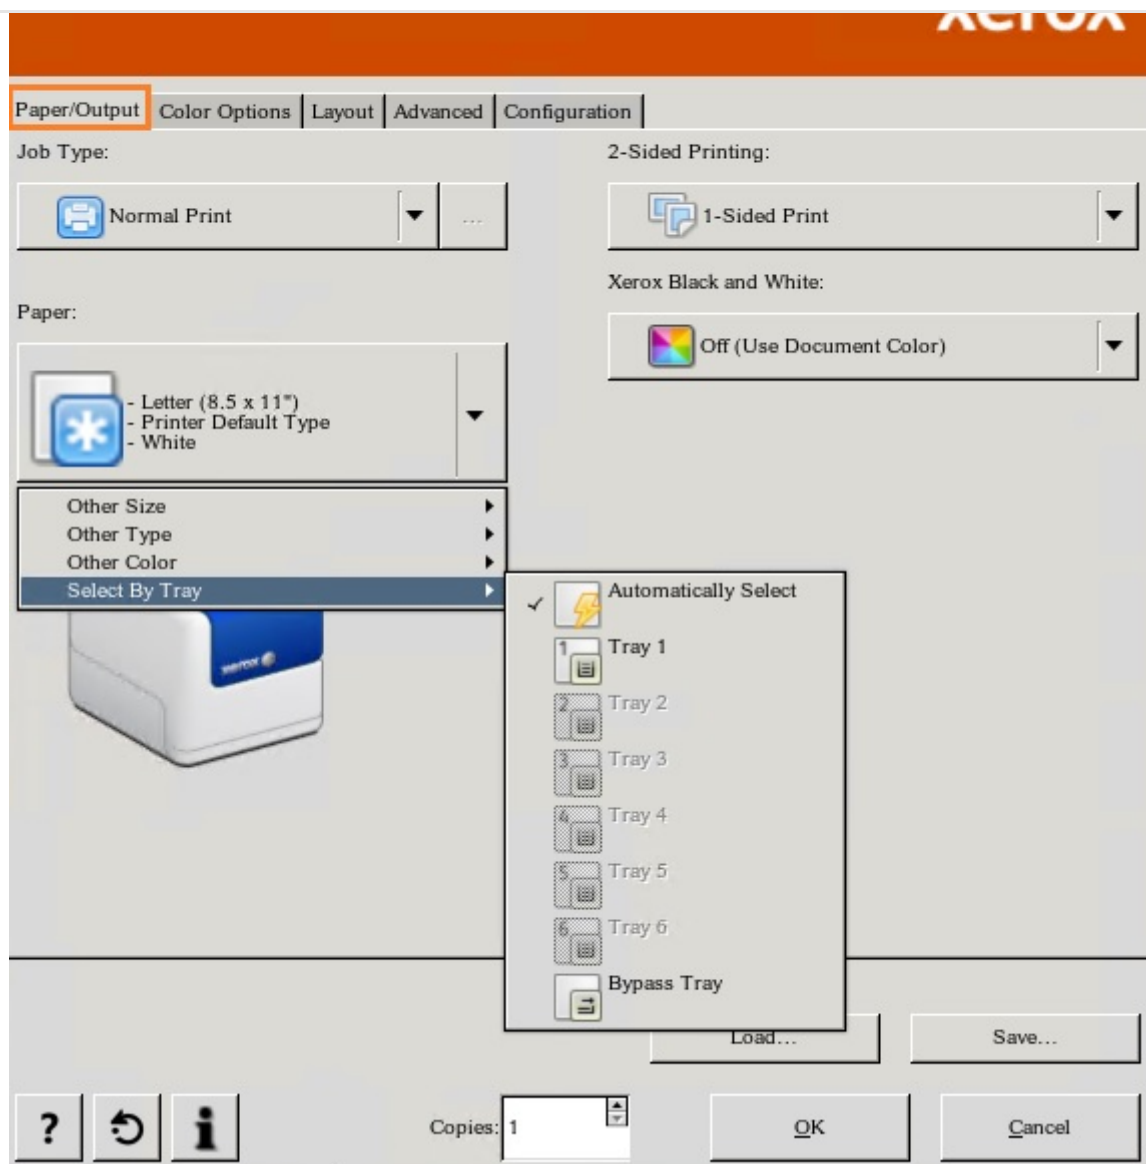 xerox
Paper/Output
Color Options
Layout
Advanced
Configuration
Job Type:
2-Sided Printing:
Normal Print
...
1-Sided Print
Xerox Black and White:
Paper:
Off (Use Document Color)
- Letter (8.5 x 11")
- Printer Default Type
- White
Other Size
Other Type
Other Color
Select By Tray
xerox
Automatically Select
1
Tray 1
2
Tray 2
3
Tray 3
4
Tray 4
5
Tray 5
6
Tray 6
Bypass Tray
Load...
Save...
?
i
Copies: 1
OK
Cancel